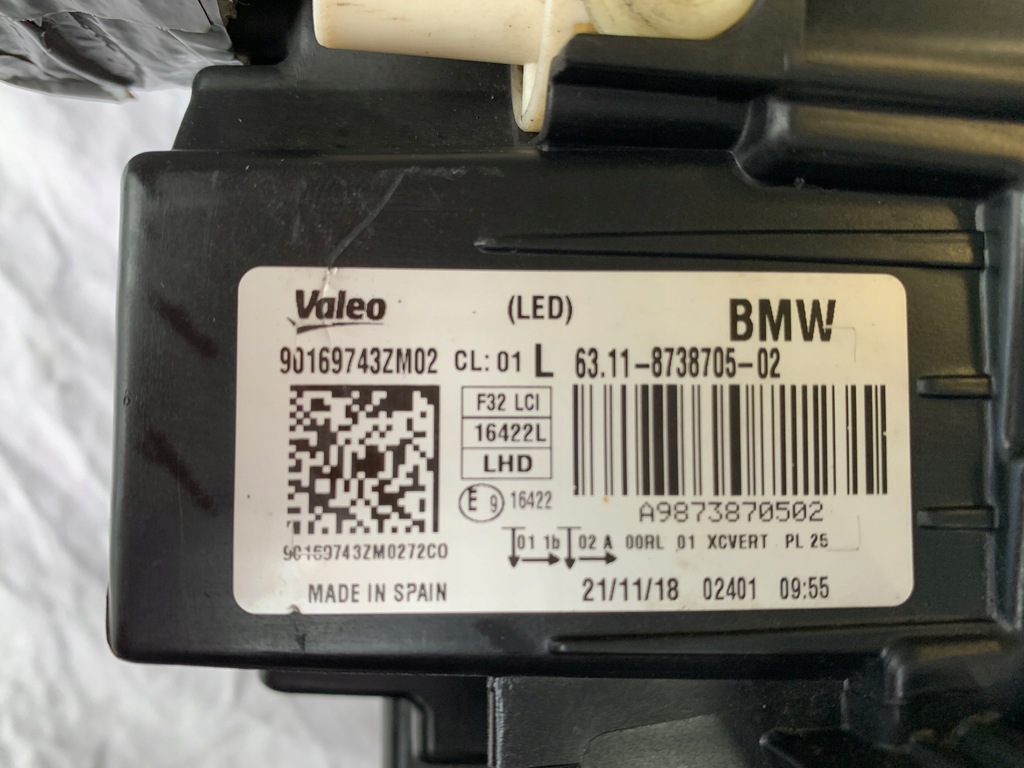 Valeo (LED) BMW
90169743ZM02 CL: 01 L 63.11-8738705-02
F32 LCI
16422L
LHD
E 9 16422
A9873870502
90169743ZM0272C0
01 1b 02 A 00RL 01 XCVERT PL 25
MADE IN SPAIN 21/11/18 02401 09:55